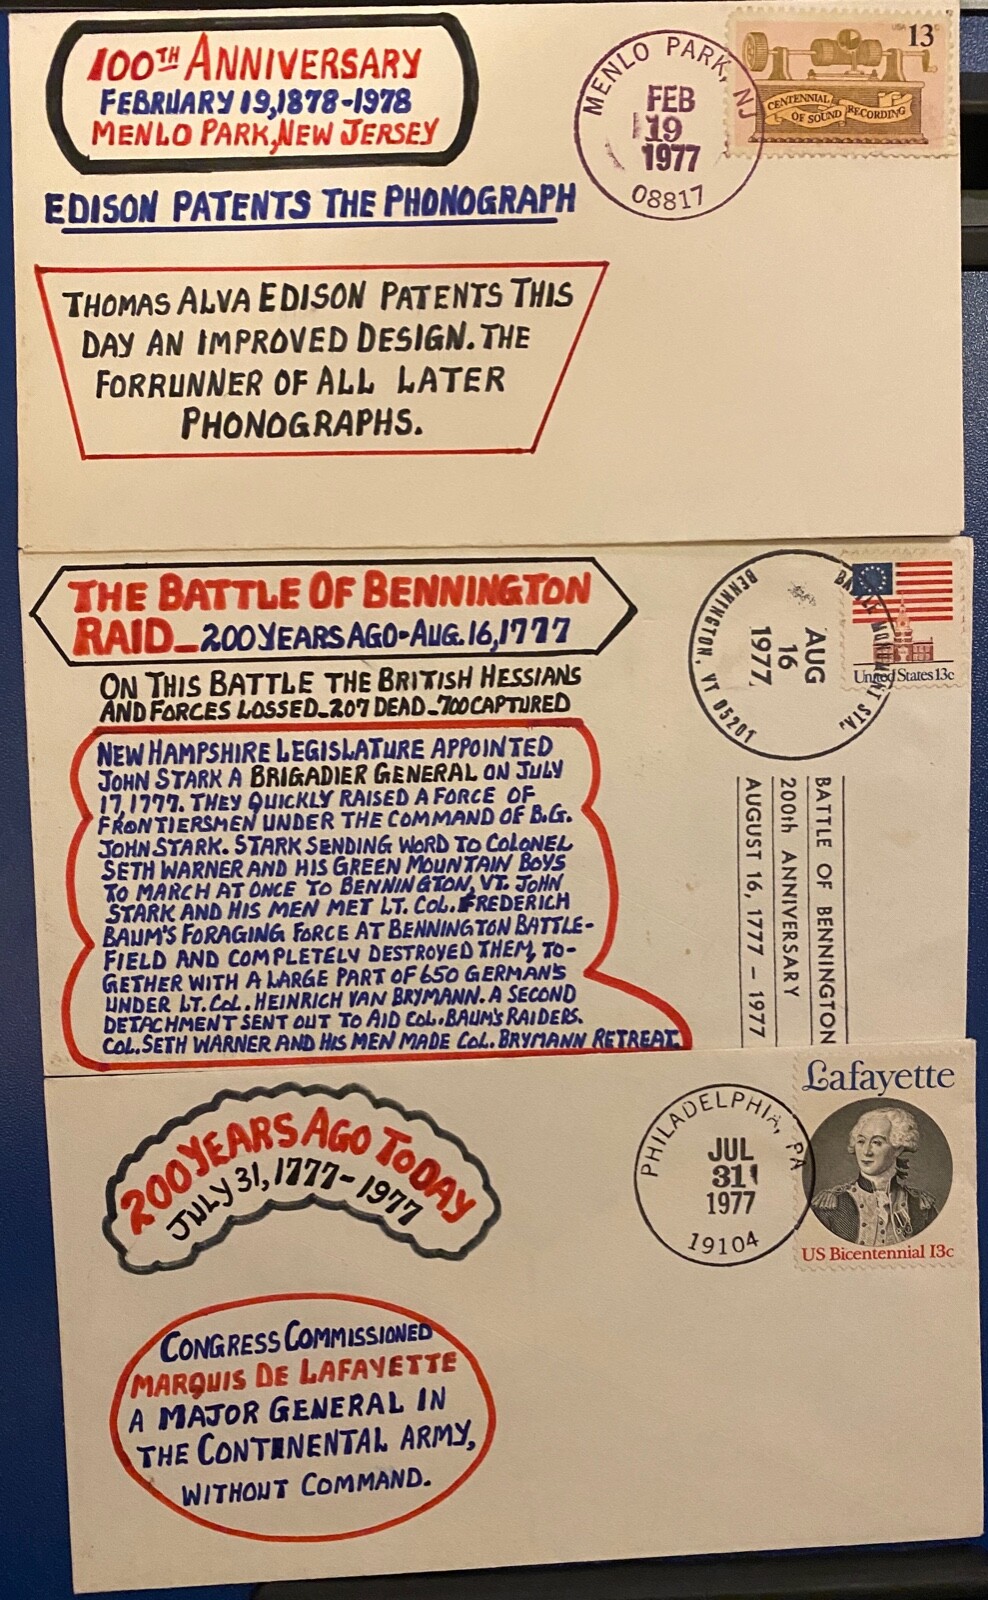 100TH ANNIVERSARY
FEBRUARY 19, 1878-1978
MENLO PARK, NEW JERSEY
EDISON PATENTS THE PHONOGRAPH
THOMAS ALVA EDISON PATENTS THIS
DAY AN IMPROVED DESIGN. THE
FORRUNNER OF ALL LATER
PHONOGRAPHS.
MENLO PARK, NJ
FEB
19
1977
08817
USA 13c
CENTENNIAL
OF SOUND RECORDING
THE BATTLE OF BENNINGTON
RAID_200 YEARS AGO-AUG. 16, 1777
ON THIS BATTLE THE BRITISH HESSIANS
AND FORCES LOSSED_207 DEAD_700 CAPTURED
NEW HAMPSHIRE LEGISLATURE APPOINTED
JOHN STARK A BRIGADIER GENERAL ON JULY
17, 1777. THEY QUICKLY RAISED A FORCE OF
FRONTIERSMEN UNDER THE COMMAND OF B.G.
JOHN STARK. STARK SENDING WORD TO COLONEL
SETH WARNER AND HIS GREEN MOUNTAIN BOYS
TO MARCH AT ONCE TO BENNINGTON, VT. JOHN
STARK AND HIS MEN MET LT. COL. FREDERICH
BAUM'S FORAGING FORCE AT BENNINGTON BATTLE-
FIELD AND COMPLETELY DESTROYED THEM, TO-
GETHER WITH A LARGE PART OF 650 GERMAN'S
UNDER LT. COL. HEINRICH VAN BRYMANN. A SECOND
DETACHMENT SENT OUT TO AID COL. BAUM'S RAIDERS.
COL. SETH WARNER AND HIS MEN MADE COL. BRYMANN RETREAT.
BATTLE MONUMENT STA.
BENNINGTON, VT 05201
AUG
16
1977
United States 13c
BATTLE OF BENNINGTON
200th ANNIVERSARY
AUGUST 16, 1777 - 1977
200 YEARS AGO TODAY
JULY 31, 1777-1977
CONGRESS COMMISSIONED
MARQUIS DE LAFAYETTE
A MAJOR GENERAL IN
THE CONTINENTAL ARMY,
WITHOUT COMMAND.
PHILADELPHIA, PA
JUL
31
1977
19104
Lafayette
US Bicentennial 13c